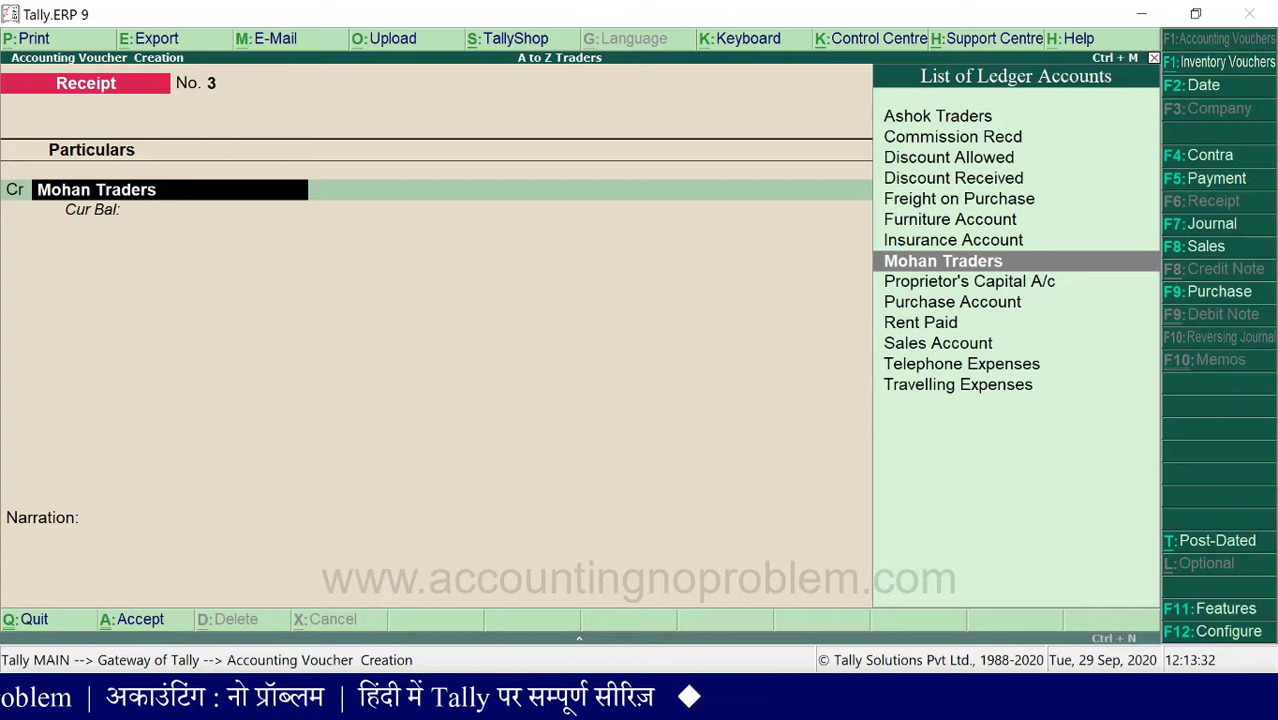 Tally.ERP 9
P: Print E: Export M: E-Mail O: Upload S: TallyShop G: Language K: Keyboard K: Control Centre H: Support Centre H: Help
Accounting Voucher Creation A to Z Traders Ctrl + M
Receipt No. 3
Particulars
Cr Mohan Traders
Cur Bal:
Narration:
List of Ledger Accounts
Ashok Traders
Commission Recd
Discount Allowed
Discount Received
Freight on Purchase
Furniture Account
Insurance Account
Mohan Traders
Proprietor's Capital A/c
Purchase Account
Rent Paid
Sales Account
Telephone Expenses
Travelling Expenses
F1: Accounting Vouchers
F1: Inventory Vouchers
F2: Date
F3: Company
F4: Contra
F5: Payment
F6: Receipt
F7: Journal
F8: Sales
F8: Credit Note
F9: Purchase
F9: Debit Note
F10: Reversing Journal
F10: Memos
T: Post-Dated
L: Optional
F11: Features
F12: Configure
www.accountingnoproblem.com
Q: Quit A: Accept D: Delete X: Cancel
Ctrl + N
Tally MAIN --> Gateway of Tally --> Accounting Voucher Creation © Tally Solutions Pvt Ltd., 1988-2020 Tue, 29 Sep, 2020 12:13:32
oblem | अकाउंटिंग : नो प्रॉब्लम | हिंदी में Tally पर सम्पूर्ण सीरिज़ ◆